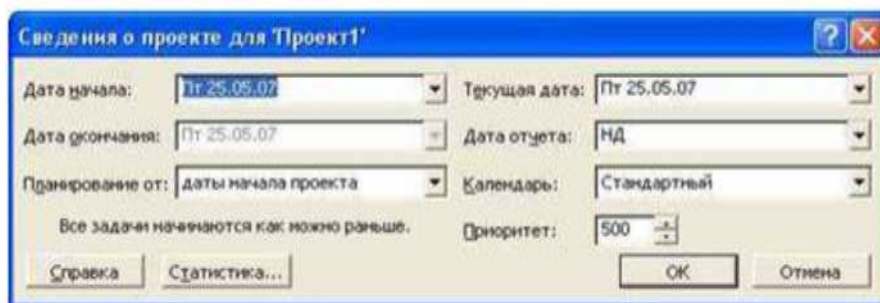 Сведения о проекте для 'Проект1'
Дата начала: Пт 25.05.07 Текущая дата: Пт 25.05.07
Дата окончания: Пт 25.05.07 Дата отчета: НД
Планирование от: даты начала проекта Календарь: Стандартный
Все задачи начинаются как можно раньше. Приоритет: 500
Справка Статистика... ОК Отмена